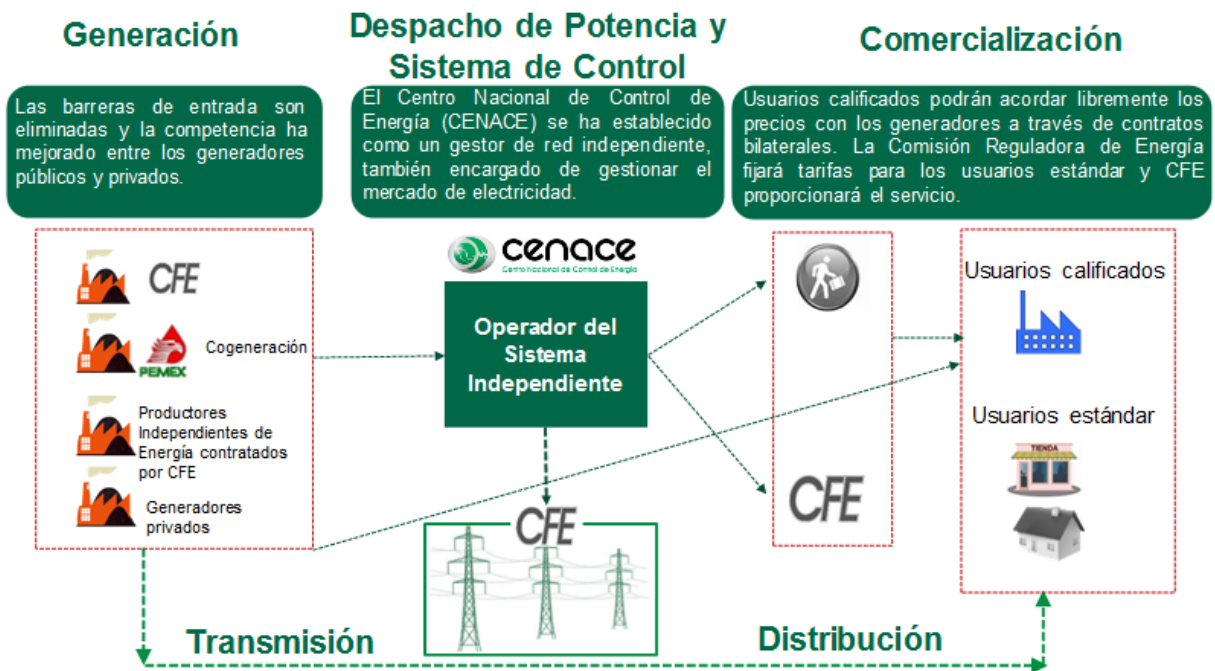 Generación
Las barreras de entrada son
eliminadas y la competencia ha
mejorado entre los generadores
públicos y privados.
CFE
PEMEX
Cogeneración
Productores
Independientes de
Energía contratados
por CFE
Generadores
privados
Despacho de Potencia y
Sistema de Control
El Centro Nacional de Control de
Energía (CENACE) se ha establecido
como un gestor de red independiente,
también encargado de gestionar el
mercado de electricidad.
cenace
Centro Nacional de Control de Energía
Operador del
Sistema
Independiente
CFE
Comercialización
Usuarios calificados podrán acordar libremente los
precios con los generadores a través de contratos
bilaterales. La Comisión Reguladora de Energía
fijará tarifas para los usuarios estándar y CFE
proporcionará el servicio.
CFE
Usuarios calificados
Usuarios estándar
TIENDA
Transmisión
Distribución